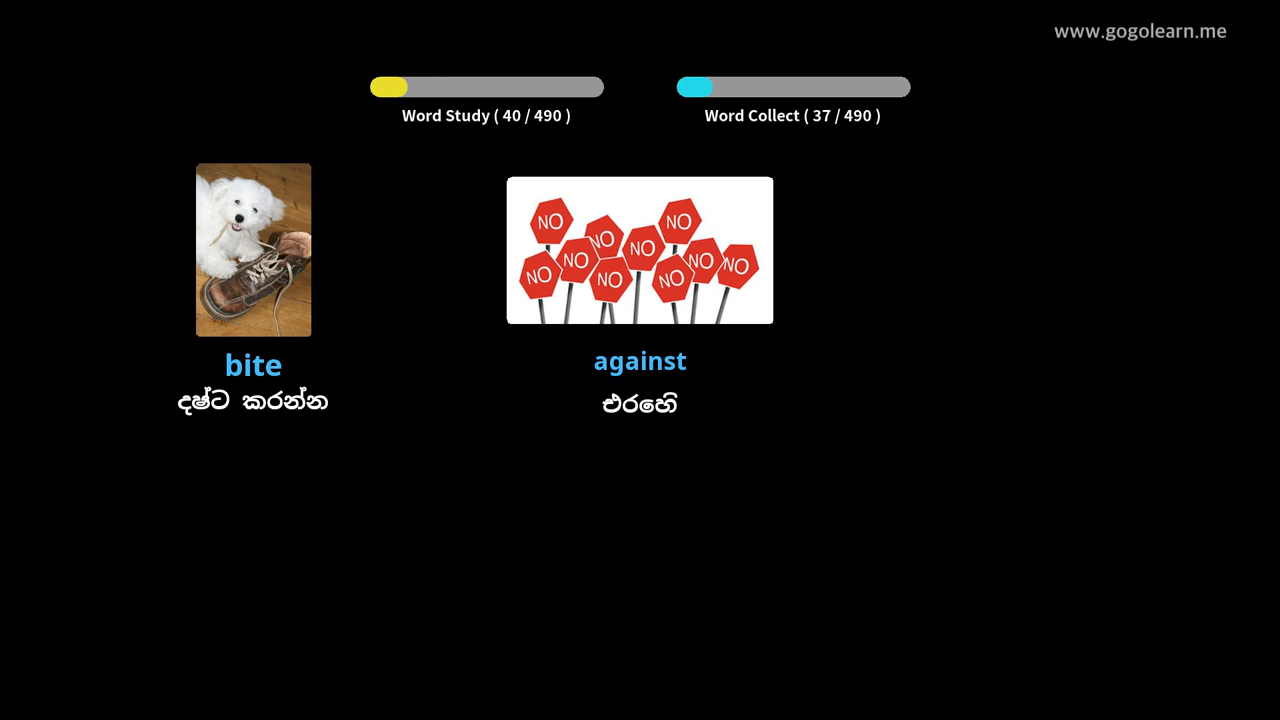 www.gogolearn.me
Word Study ( 40 / 490 )
Word Collect ( 37 / 490 )
NO
NO
NO
NO
NO
NO
NO
NO
NO
NO
bite
දෂ්ට කරන්න
against
එරහෙි